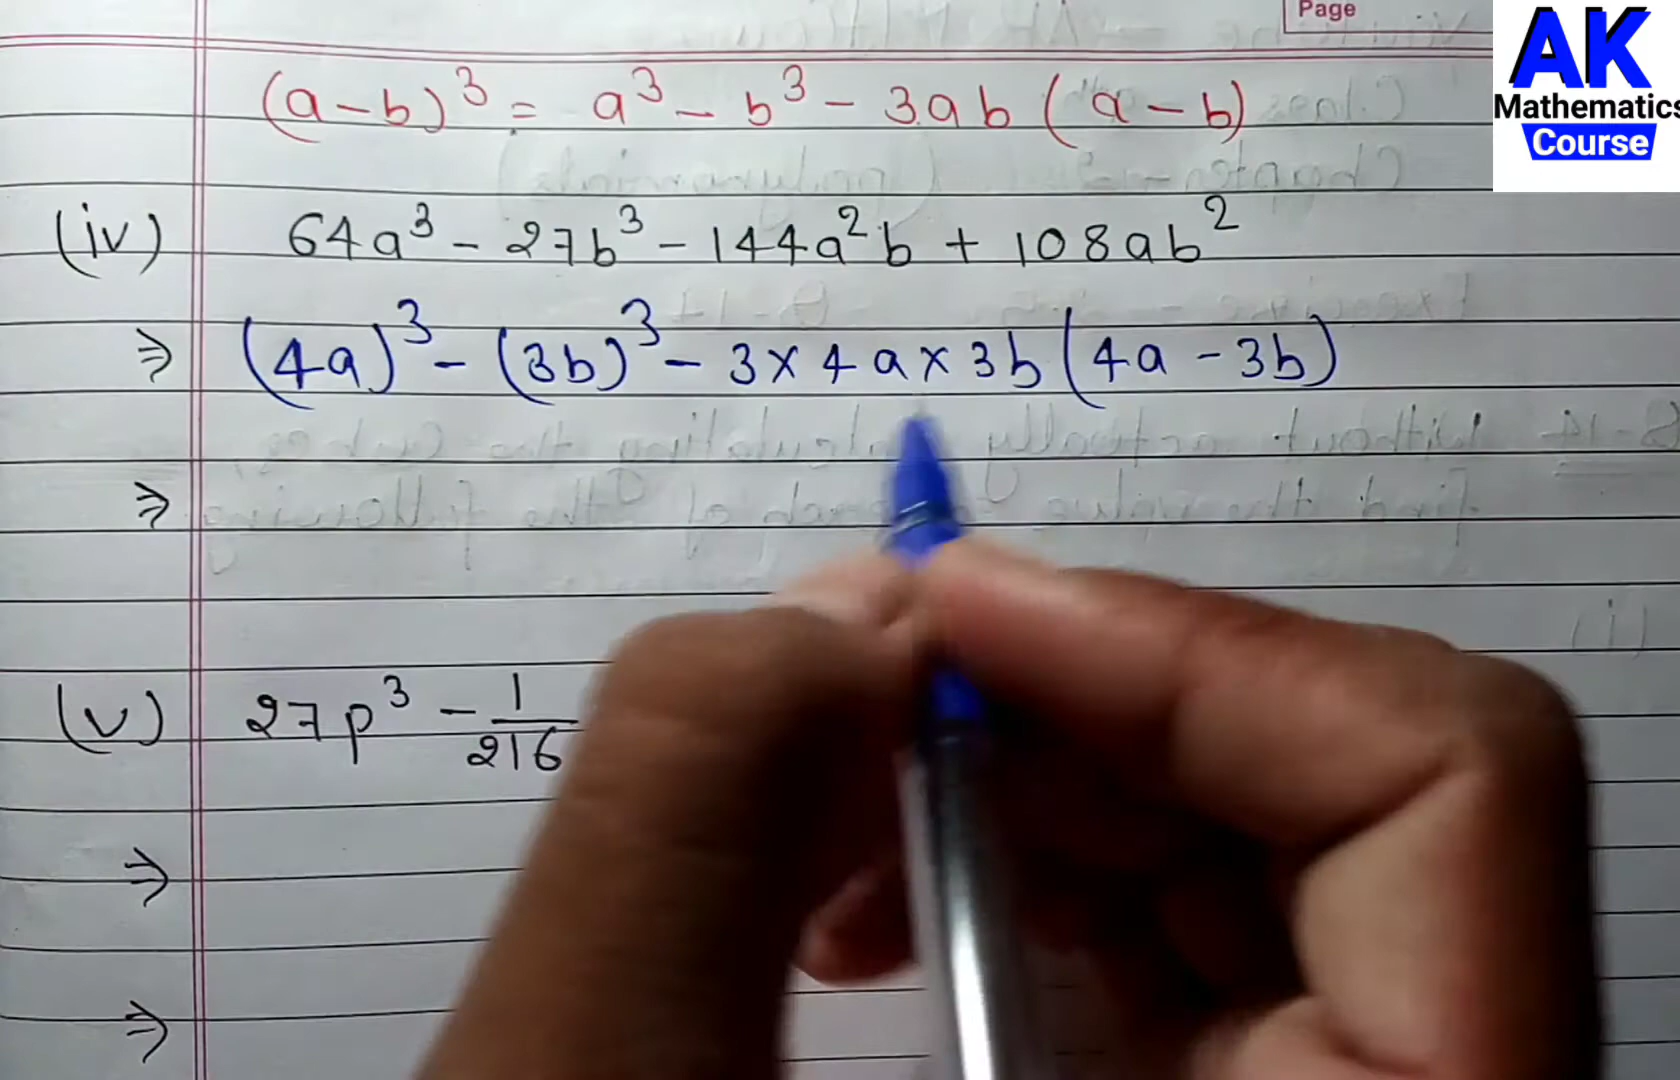 Page
AK
Mathematics
Course
(a-b)³ = a³ - b³ - 3ab (a-b)
(iv) 64a³ - 27b³ - 144a²b + 108ab²
⇒ (4a)³ - (3b)³ - 3×4a×3b (4a-3b)
⇒
(v) 27p³ - 1/216
⇒
⇒